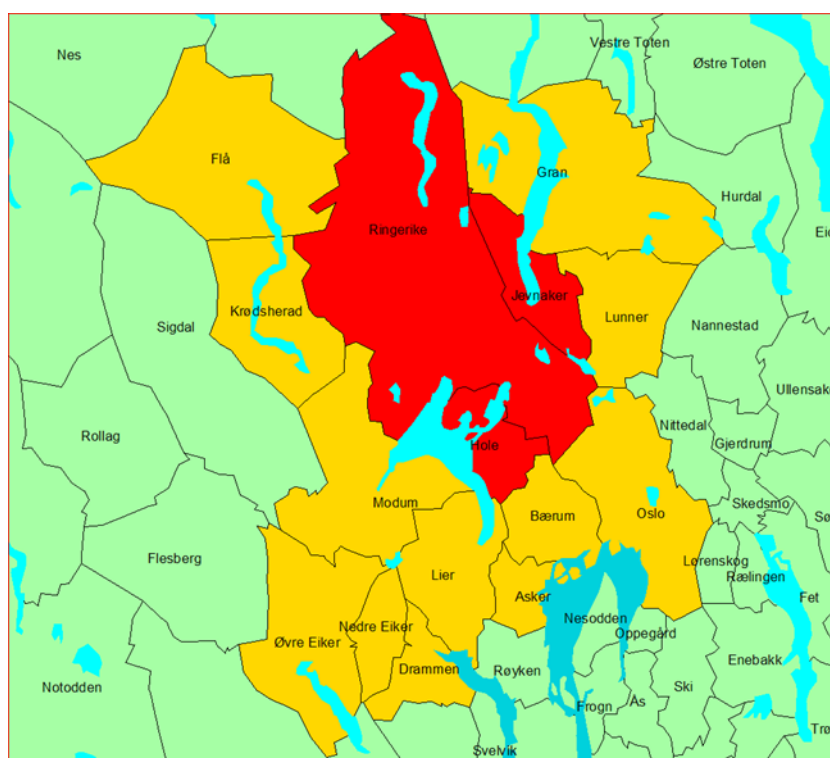 Nes
Vestre Toten
Østre Toten
Flå
Gran
Hurdal
Ringerike
Jevnaker
Krødsherad
Lunner
Sigdal
Nannestad
Rollag
Nittedal
Gjerdrum
Hole
Modum
Bærum
Oslo
Skedsmo
Flesberg
Lørenskog
Rælingen
Lier
Asker
Nesodden
Fet
Nedre Eiker
Oppegård
Øvre Eiker
Drammen
Røyken
Enebakk
Notodden
Ski
Ås
Frogn
Svelvik